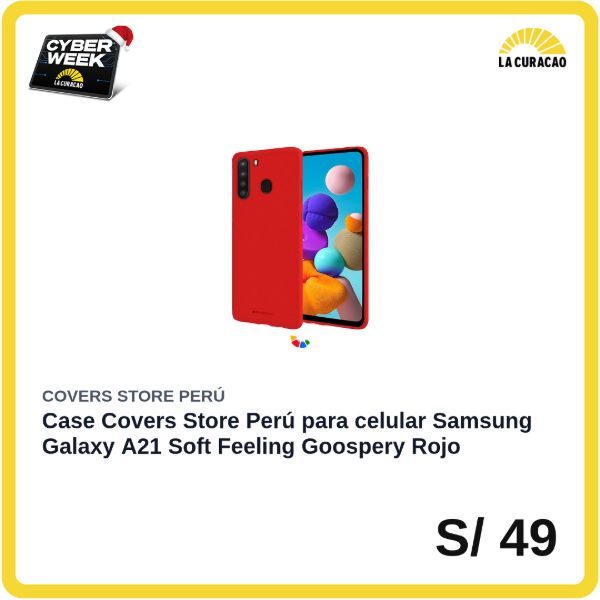 CYBER
WEEK
LA CURACAO
LA CURACAO
COVERS STORE PERÚ
Case Covers Store Perú para celular Samsung
Galaxy A21 Soft Feeling Goospery Rojo
S/ 49